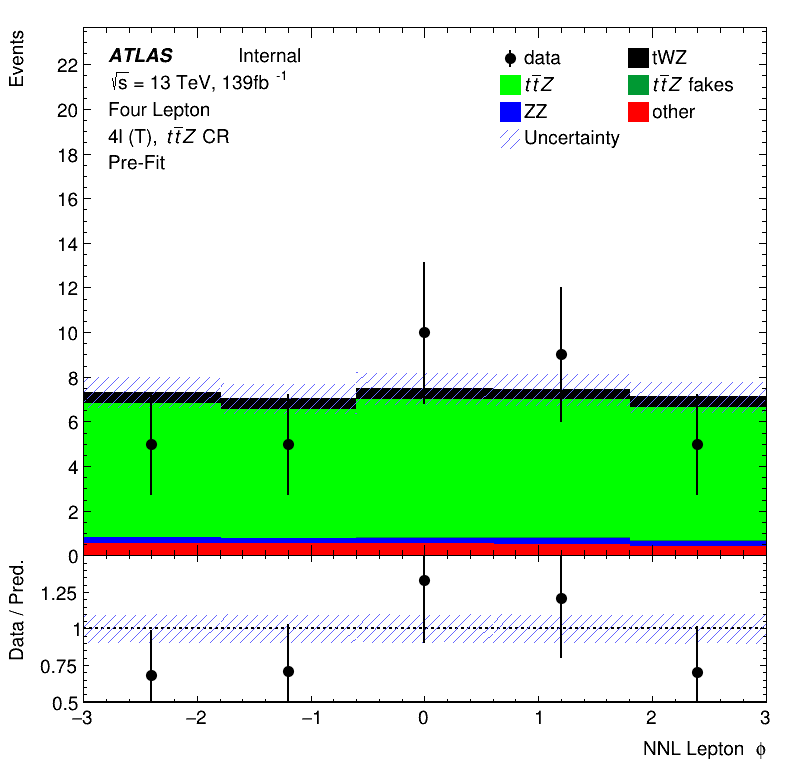 Events
22
20
18
16
14
12
10
8
6
4
2
0
ATLAS Internal
√s = 13 TeV, 139fb⁻¹
Four Lepton
4l (T), tt̅Z CR
Pre-Fit
data
tWZ
tt̅Z
tt̅Z fakes
ZZ
other
Uncertainty
Data / Pred.
1.25
1
0.75
0.5
−3 −2 −1 0 1 2 3
NNL Lepton ϕ